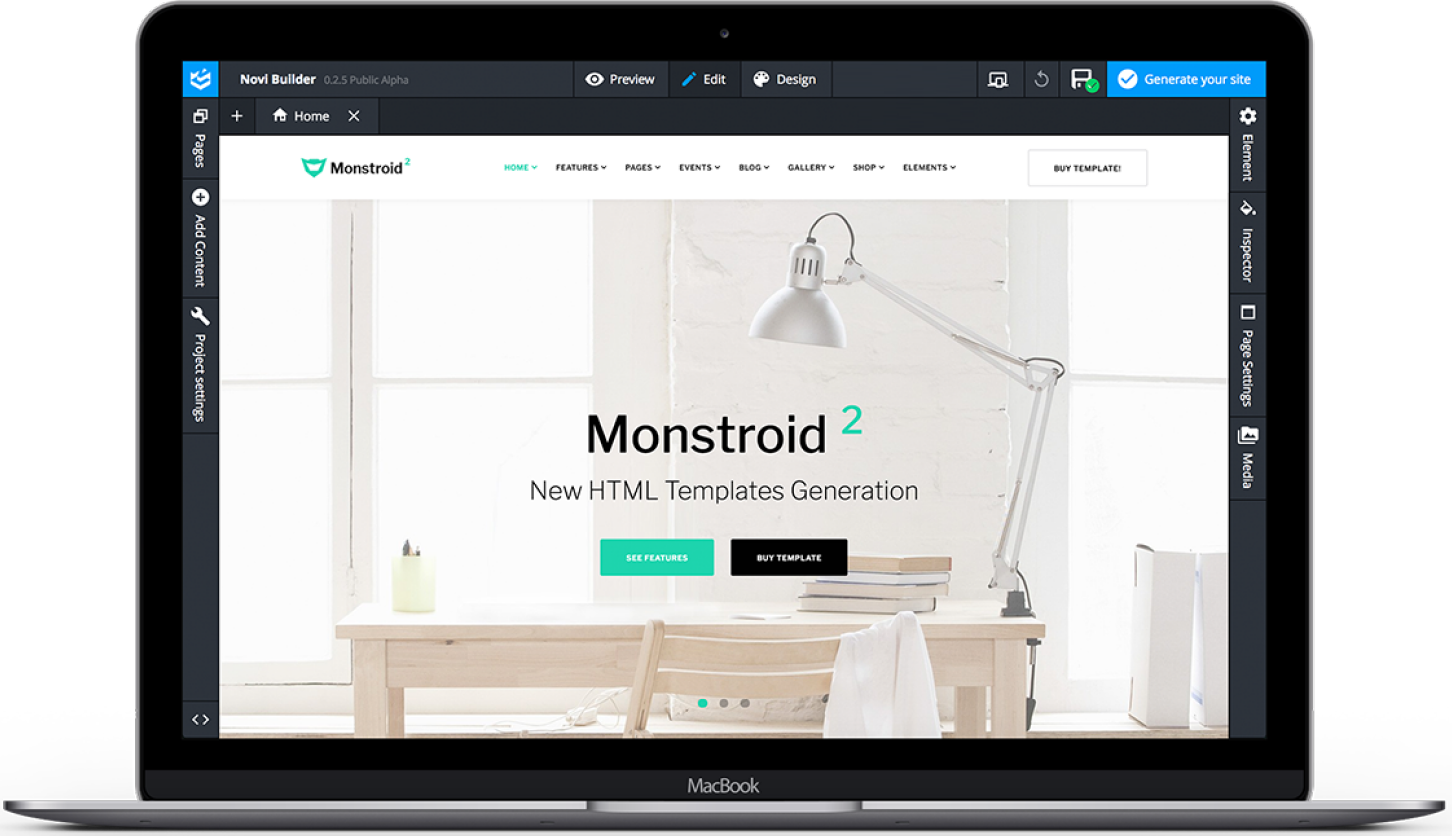 Novi Builder 0.2.5 Public Alpha Preview Edit Design Generate your site
Home
Pages
Add Content
Project settings
Element
Inspector
Page Settings
Media
Monstroid 2 HOME FEATURES PAGES EVENTS BLOG GALLERY SHOP ELEMENTS BUY TEMPLATE!
Monstroid 2
New HTML Templates Generation
SEE FEATURES BUY TEMPLATE
MacBook